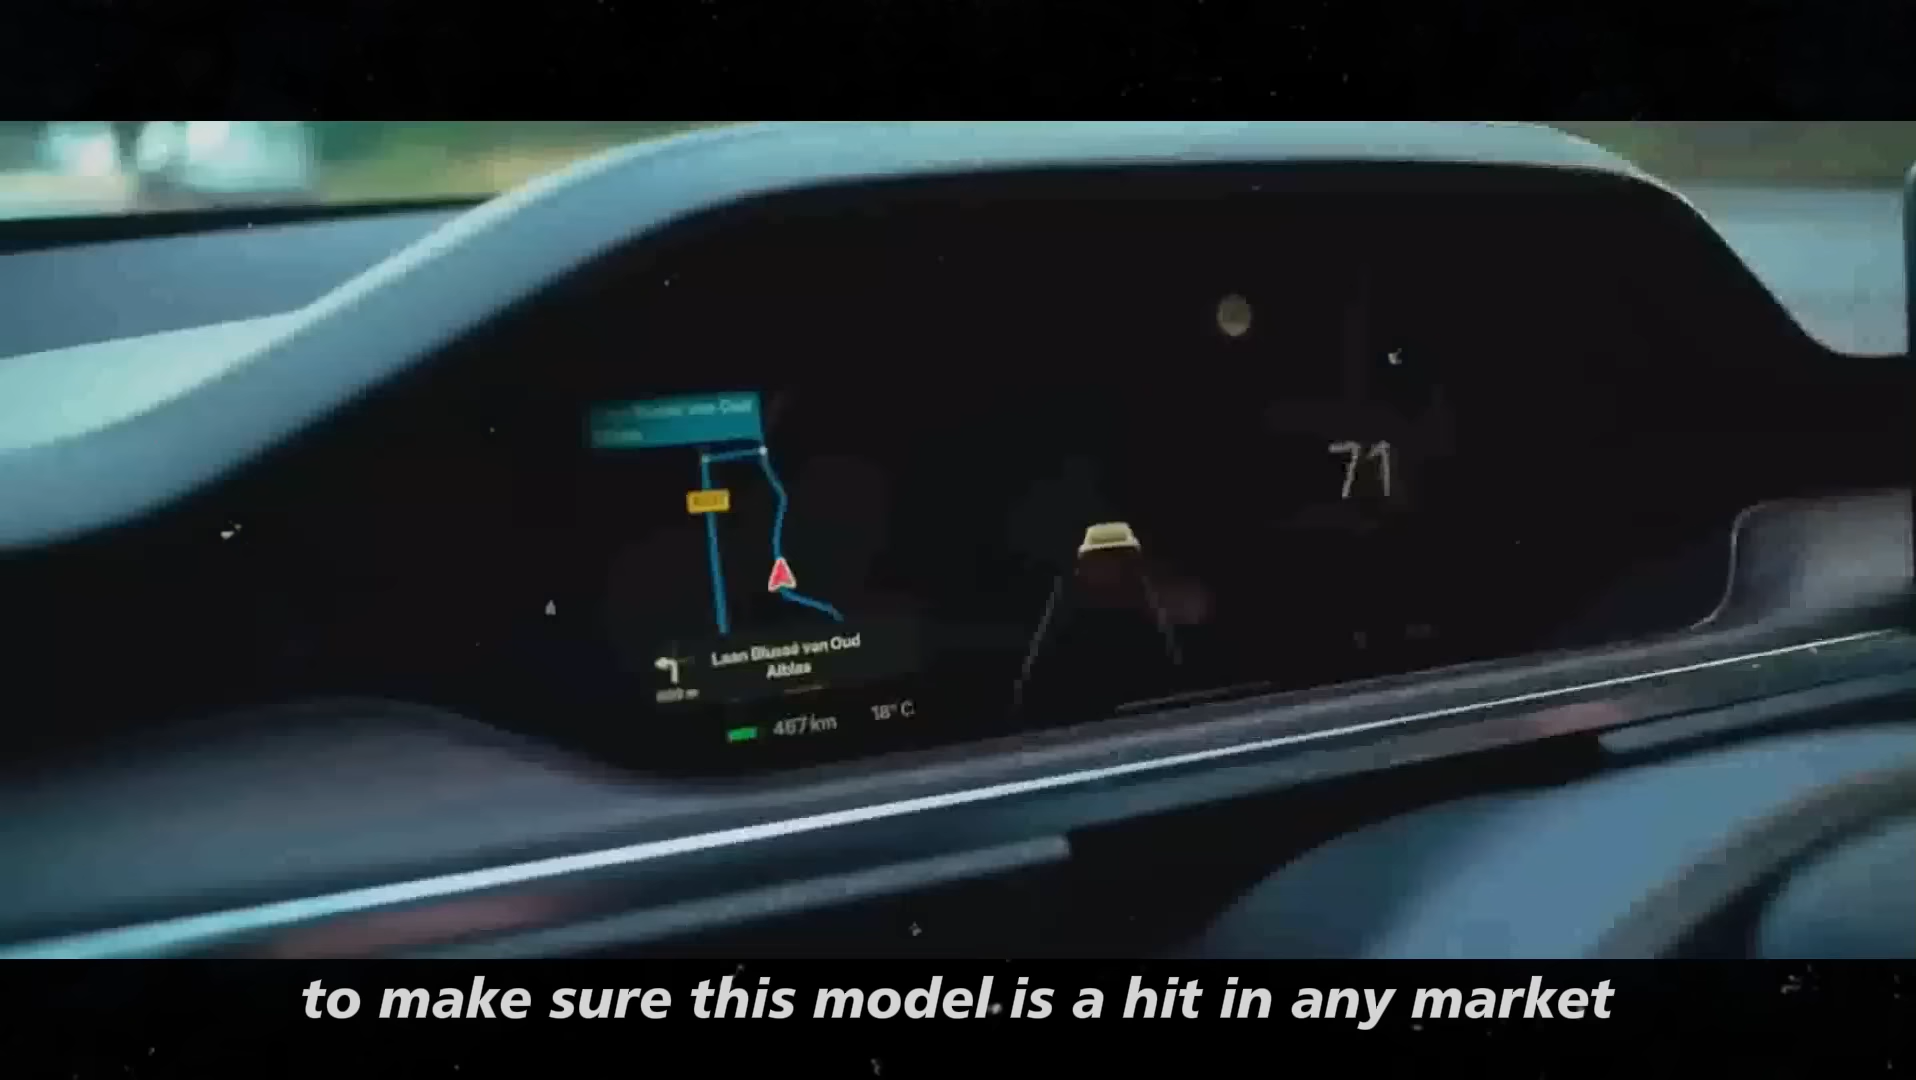 71
Laan Blussé van Oud
Alblas
467 km
18° C
to make sure this model is a hit in any market